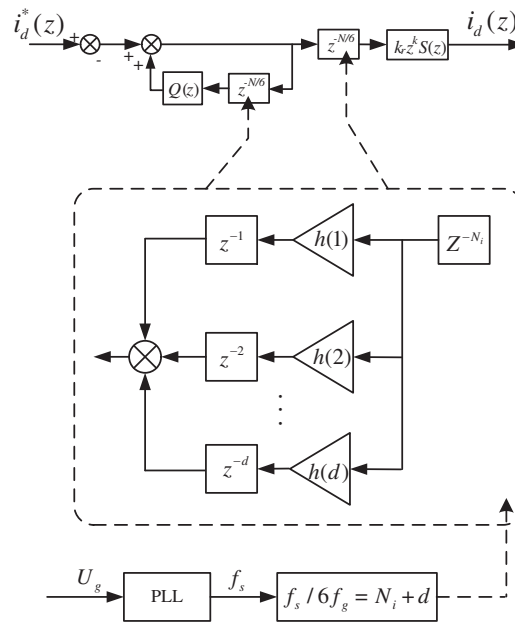 i_d^*(z) i_d(z)
+ - + + z^{-N/6} k_r z^k S(z)
Q(z) z^{-N/6}
z^{-1} h(1) Z^{-N_i}
z^{-2} h(2)
⋮
z^{-d} h(d)
U_g PLL f_s f_s / 6f_g = N_i + d